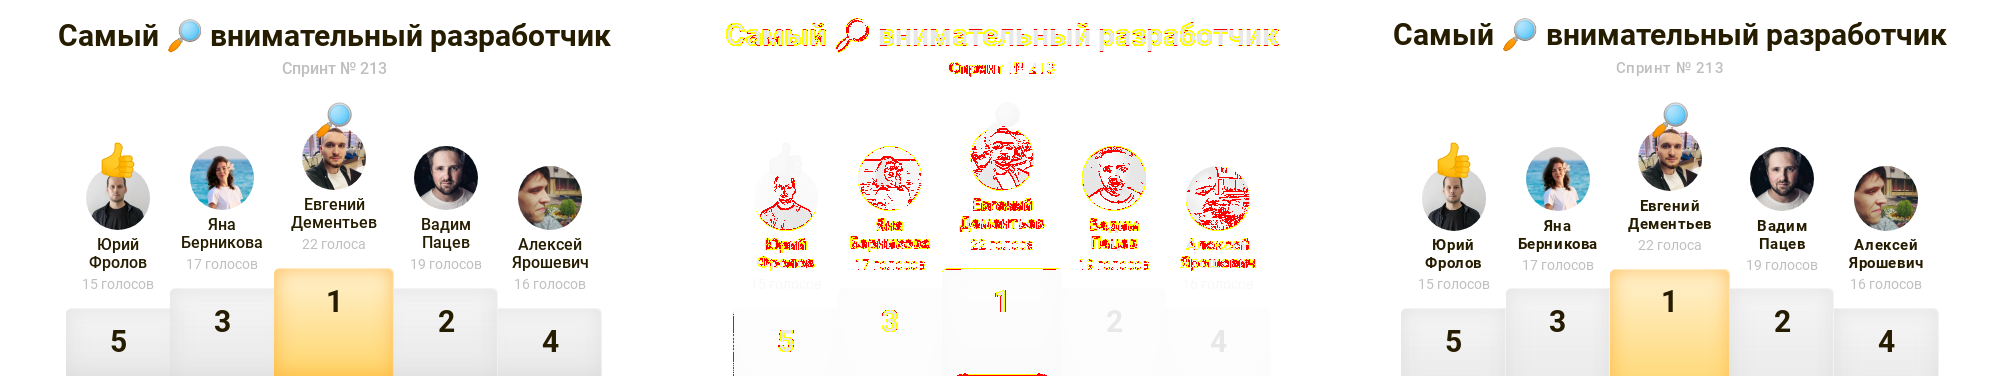 Самый 🔎 внимательный разработчик
Спринт № 213
Юрий
Фролов
15 голосов
5
Яна
Берникова
17 голосов
3
Евгений
Дементьев
22 голоса
1
Вадим
Пацев
19 голосов
2
Алексей
Ярошевич
16 голосов
4
Самый 🔎 внимательный разработчик
Спринт № 213
Юрий
Фролов
15 голосов
5
Яна
Берникова
17 голосов
3
Евгений
Дементьев
22 голоса
1
Вадим
Пацев
19 голосов
2
Алексей
Ярошевич
16 голосов
4
Самый 🔎 внимательный разработчик
Спринт № 213
Юрий
Фролов
15 голосов
5
Яна
Берникова
17 голосов
3
Евгений
Дементьев
22 голоса
1
Вадим
Пацев
19 голосов
2
Алексей
Ярошевич
16 голосов
4